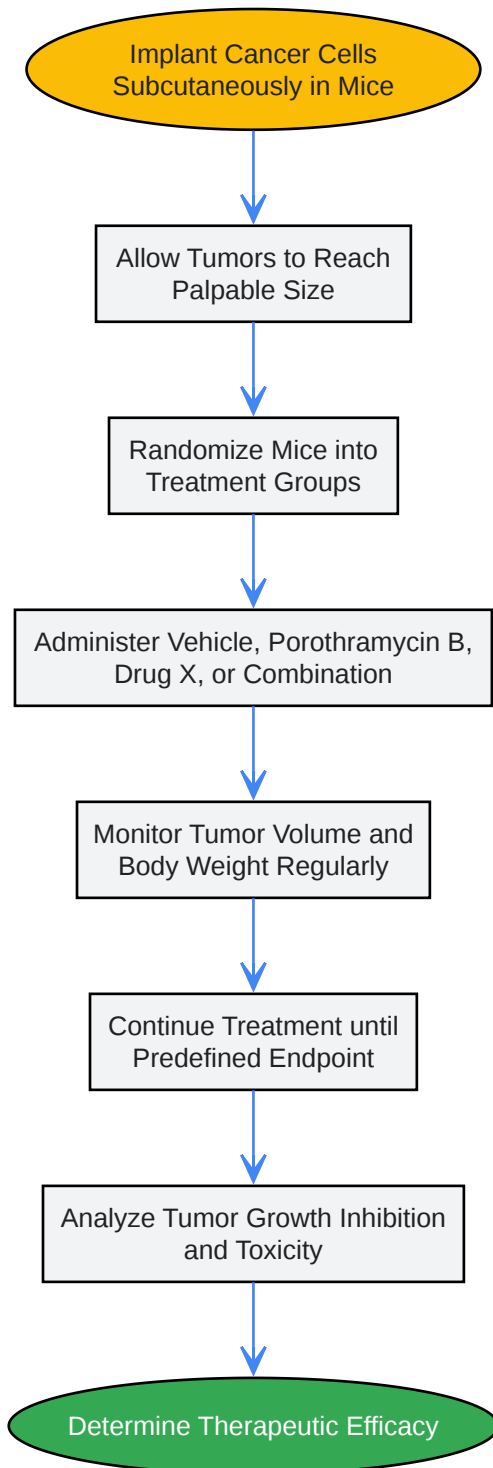 Implant Cancer Cells
Subcutaneously in Mice
Allow Tumors to Reach
Palpable Size
Randomize Mice into
Treatment Groups
Administer Vehicle, Porothramycin B,
Drug X, or Combination
Monitor Tumor Volume and
Body Weight Regularly
Continue Treatment until
Predefined Endpoint
Analyze Tumor Growth Inhibition
and Toxicity
Determine Therapeutic Efficacy